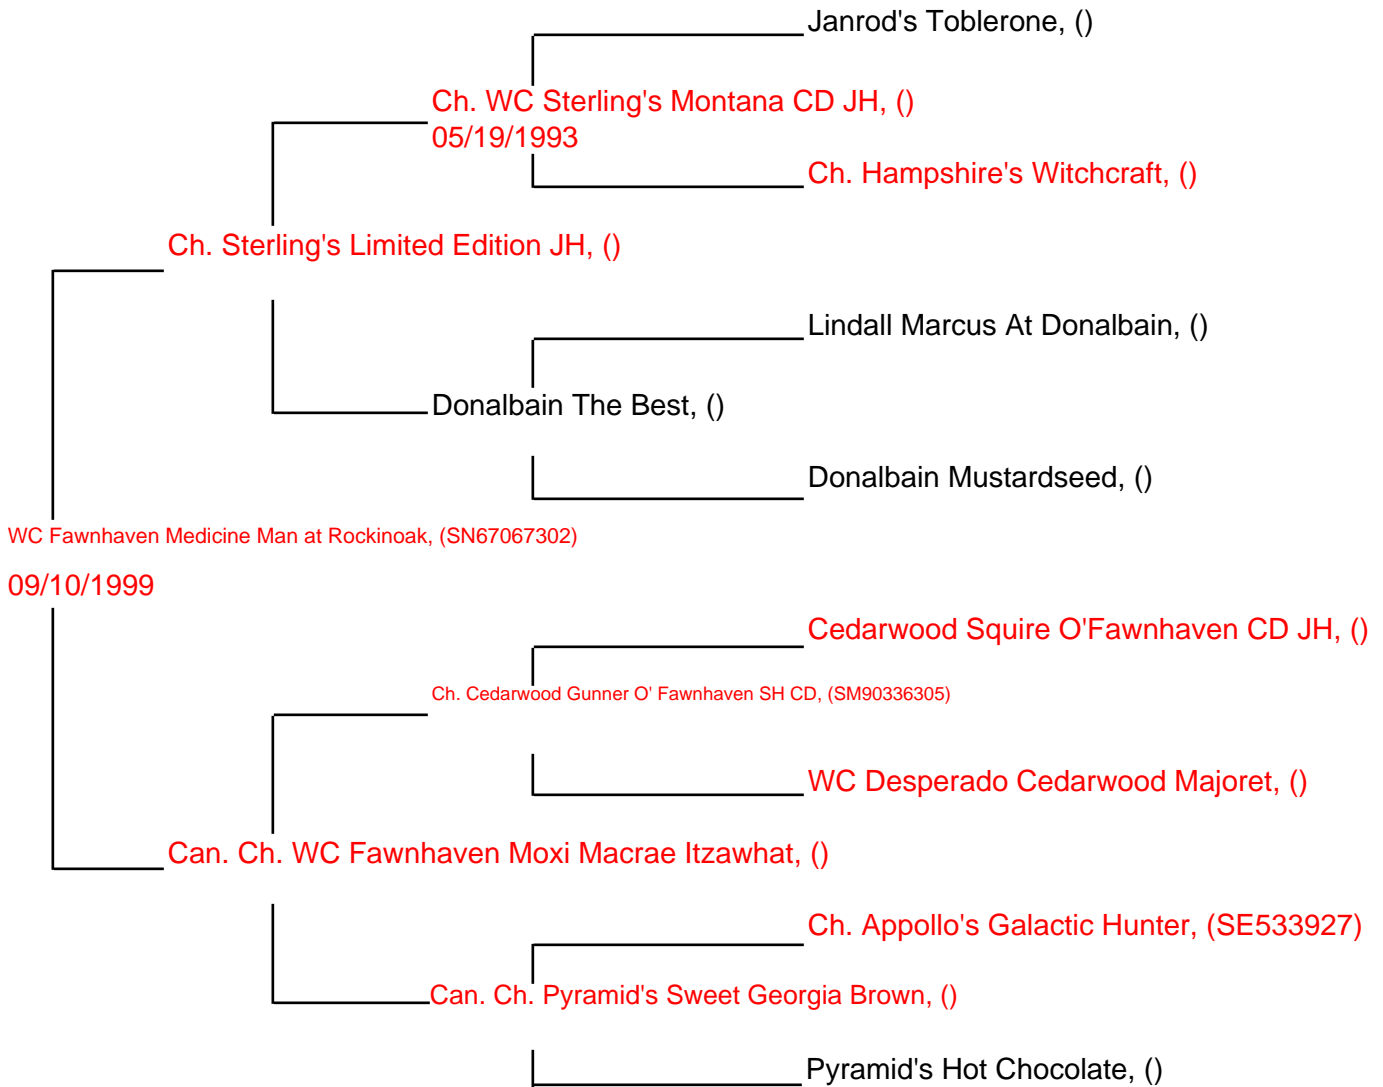 Janrod's Toblerone, ()
Ch. WC Sterling's Montana CD JH, ()
05/19/1993
Ch. Hampshire's Witchcraft, ()
Ch. Sterling's Limited Edition JH, ()
Lindall Marcus At Donalbain, ()
Donalbain The Best, ()
Donalbain Mustardseed, ()
WC Fawnhaven Medicine Man at Rockinoak, (SN67067302)
09/10/1999
Cedarwood Squire O'Fawnhaven CD JH, ()
Ch. Cedarwood Gunner O' Fawnhaven SH CD, (SM90336305)
WC Desperado Cedarwood Majoret, ()
Can. Ch. WC Fawnhaven Moxi Macrae Itzawhat, ()
Ch. Appollo's Galactic Hunter, (SE533927)
Can. Ch. Pyramid's Sweet Georgia Brown, ()
Pyramid's Hot Chocolate, ()